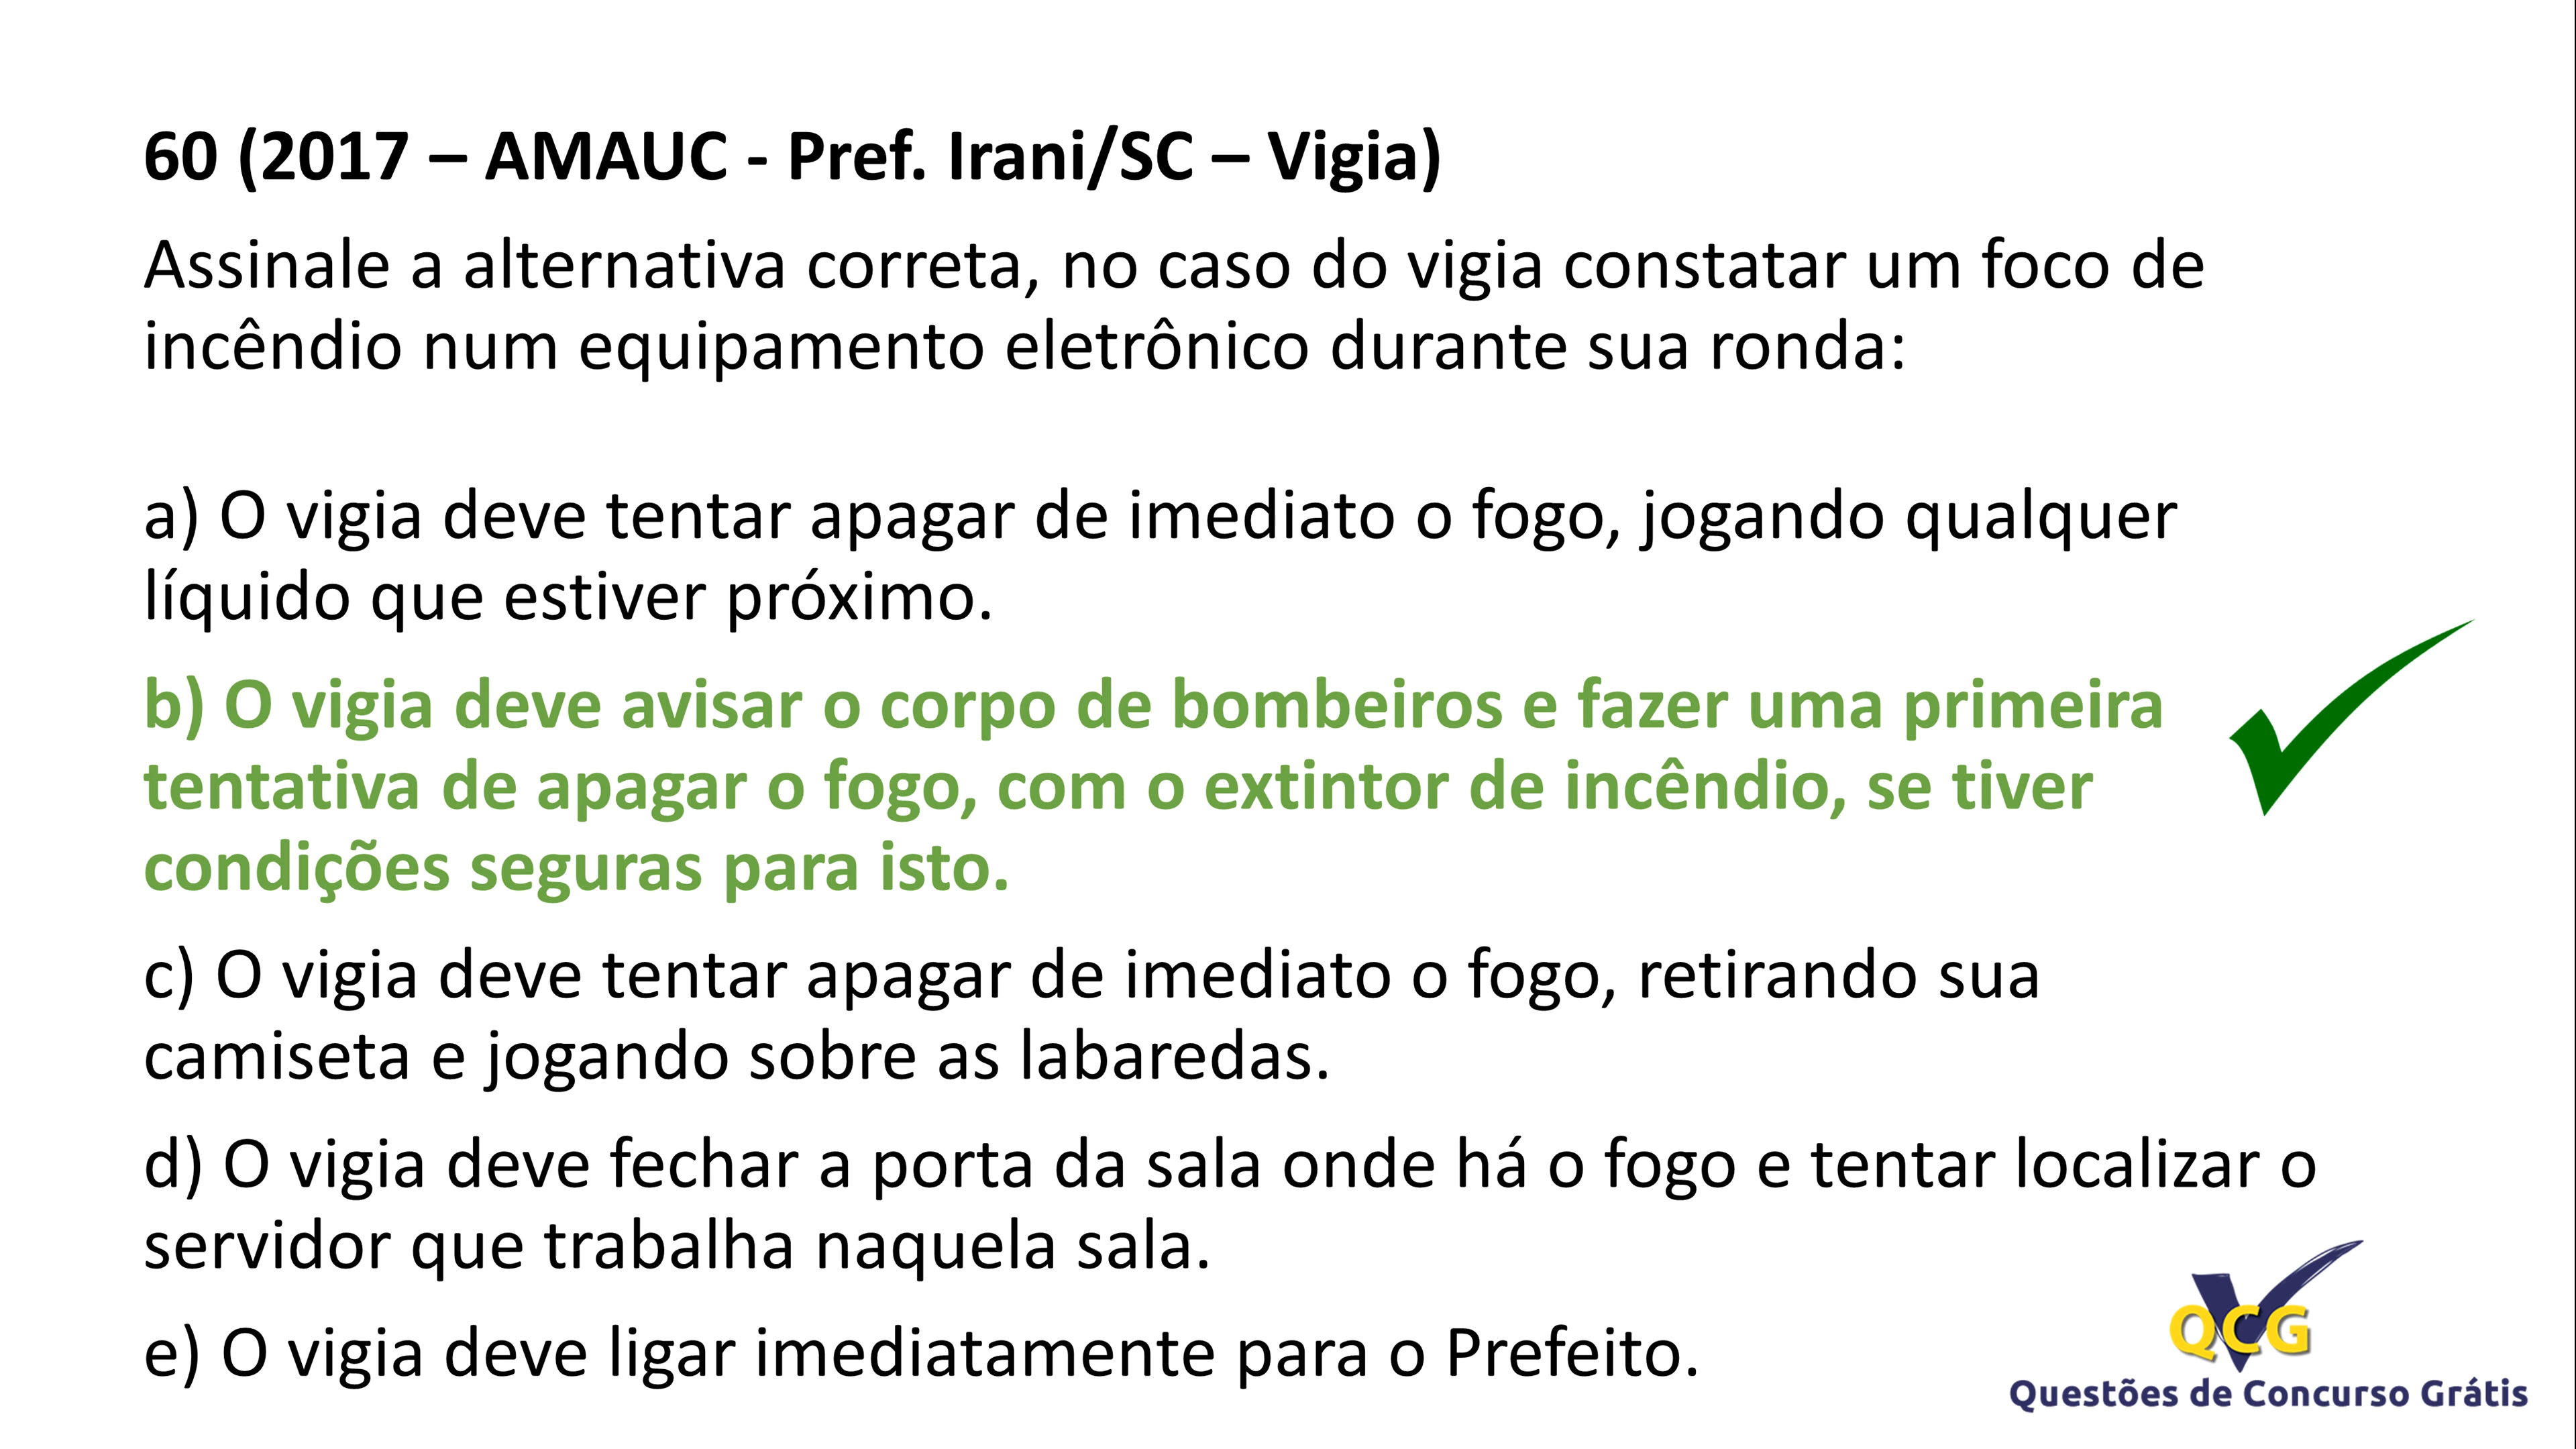 60 (2017 – AMAUC - Pref. Irani/SC – Vigia)
Assinale a alternativa correta, no caso do vigia constatar um foco de
incêndio num equipamento eletrônico durante sua ronda:
a) O vigia deve tentar apagar de imediato o fogo, jogando qualquer
líquido que estiver próximo.
b) O vigia deve avisar o corpo de bombeiros e fazer uma primeira
tentativa de apagar o fogo, com o extintor de incêndio, se tiver
condições seguras para isto.
c) O vigia deve tentar apagar de imediato o fogo, retirando sua
camiseta e jogando sobre as labaredas.
d) O vigia deve fechar a porta da sala onde há o fogo e tentar localizar o
servidor que trabalha naquela sala.
e) O vigia deve ligar imediatamente para o Prefeito.
QCG
Questões de Concurso Grátis